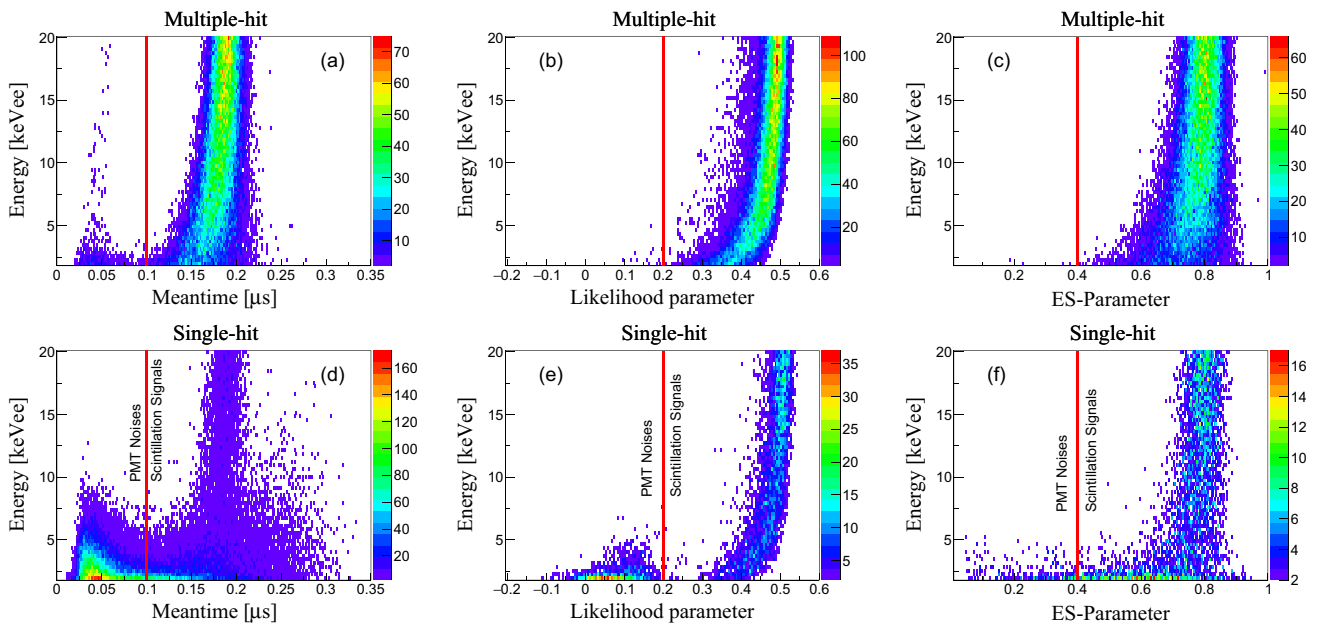 Multiple-hit
Multiple-hit
Multiple-hit
20
15
10
5
Energy [keVee]
(a)
70
60
50
40
30
20
10
0 0.05 0.1 0.15 0.2 0.25 0.3 0.35
Meantime [μs]
20
15
10
5
Energy [keVee]
(b)
100
80
60
40
20
−0.2 −0.1 0 0.1 0.2 0.3 0.4 0.5 0.6
Likelihood parameter
20
15
10
5
Energy [keVee]
(c)
60
50
40
30
20
10
0.2 0.4 0.6 0.8 1
ES-Parameter
Single-hit
Single-hit
Single-hit
20
15
10
5
Energy [keVee]
PMT Noises
Scintillation Signals
(d)
160
140
120
100
80
60
40
20
0 0.05 0.1 0.15 0.2 0.25 0.3 0.35
Meantime [μs]
20
15
10
5
Energy [keVee]
(e)
PMT Noises
Scintillation Signals
35
30
25
20
15
10
5
−0.2 −0.1 0 0.1 0.2 0.3 0.4 0.5 0.6
Likelihood parameter
20
15
10
5
Energy [keVee]
(f)
PMT Noises
Scintillation Signals
16
14
12
10
8
6
4
2
0.2 0.4 0.6 0.8 1
ES-Parameter